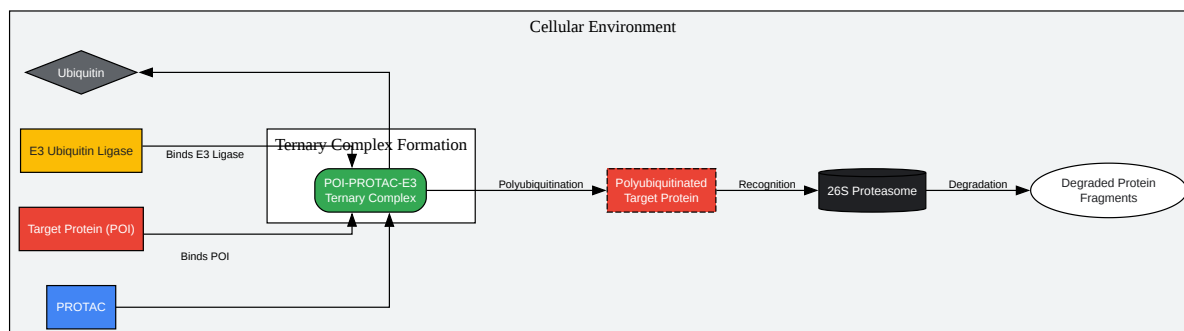 Cellular Environment
Ubiquitin
E3 Ubiquitin Ligase
Binds E3 Ligase
Ternary Complex Formation
POI-PROTAC-E3
Ternary Complex
Polyubiquitination
Polyubiquitinated
Target Protein
Recognition
26S Proteasome
Degradation
Degraded Protein
Fragments
Target Protein (POI)
Binds POI
PROTAC